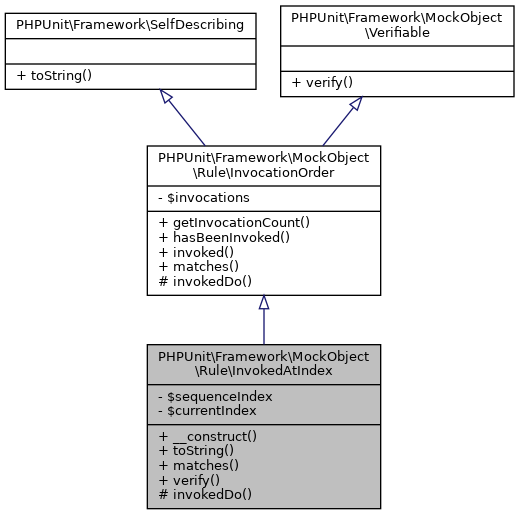 PHPUnit\Framework\SelfDescribing
+ toString()
PHPUnit\Framework\MockObject
\Verifiable
+ verify()
PHPUnit\Framework\MockObject
\Rule\InvocationOrder
- $invocations
+ getInvocationCount()
+ hasBeenInvoked()
+ invoked()
+ matches()
# invokedDo()
PHPUnit\Framework\MockObject
\Rule\InvokedAtIndex
- $sequenceIndex
- $currentIndex
+ __construct()
+ toString()
+ matches()
+ verify()
# invokedDo()